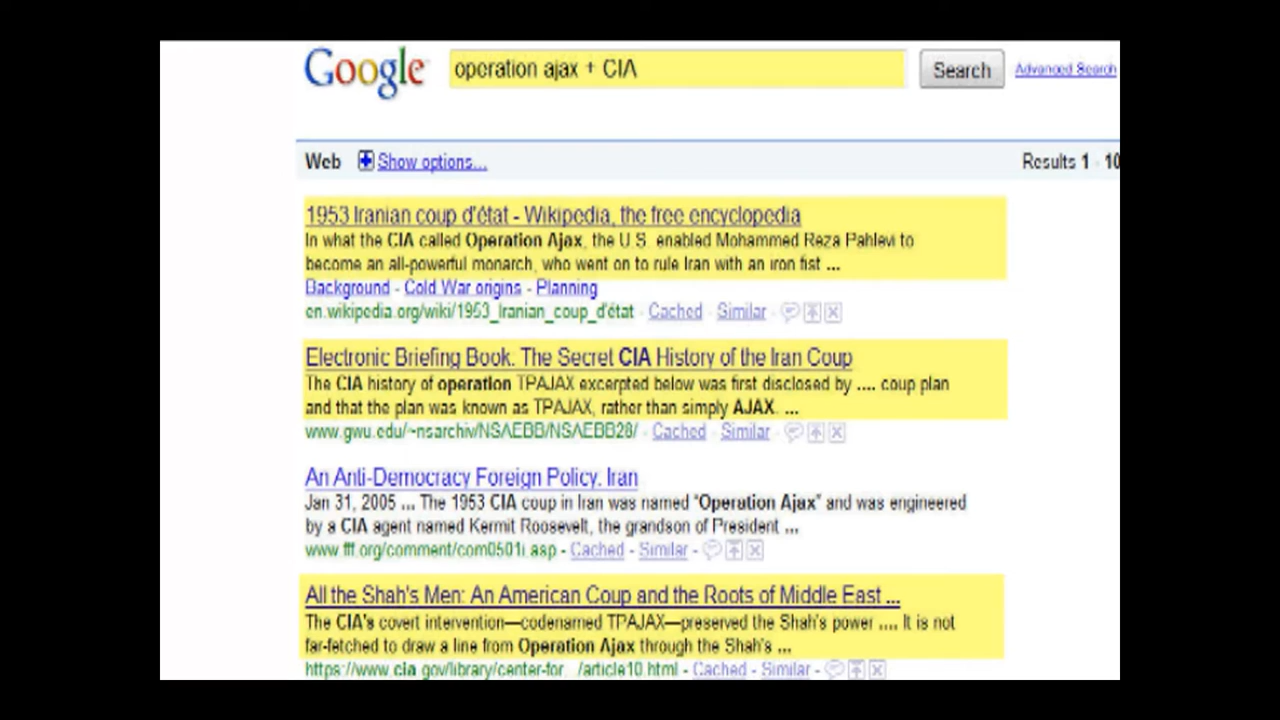 Google operation ajax + CIA Search Advanced Search
Web Show options... Results 1 - 10
1953 Iranian coup d'état - Wikipedia, the free encyclopedia
In what the CIA called Operation Ajax, the U.S. enabled Mohammed Reza Pahlevi to
become an all-powerful monarch, who went on to rule Iran with an iron fist ...
Background - Cold War origins - Planning
en.wikipedia.org/wiki/1953_Iranian_coup_d'état - Cached - Similar -
Electronic Briefing Book: The Secret CIA History of the Iran Coup
The CIA history of operation TPAJAX excerpted below was first disclosed by .... coup plan
and that the plan was known as TPAJAX, rather than simply AJAX. ...
www.gwu.edu/~nsarchiv/NSAEBB/NSAEBB28/ - Cached - Similar -
An Anti-Democracy Foreign Policy: Iran
Jan 31, 2005 ... The 1953 CIA coup in Iran was named "Operation Ajax" and was engineered
by a CIA agent named Kermit Roosevelt, the grandson of President ...
www.fff.org/comment/com0501i.asp - Cached - Similar -
All the Shah's Men: An American Coup and the Roots of Middle East ...
The CIA's covert intervention—codenamed TPAJAX—preserved the Shah's power .... It is not
far-fetched to draw a line from Operation Ajax through the Shah's ...
https://www.cia.gov/library/center-for.../article10.html - Cached - Similar -